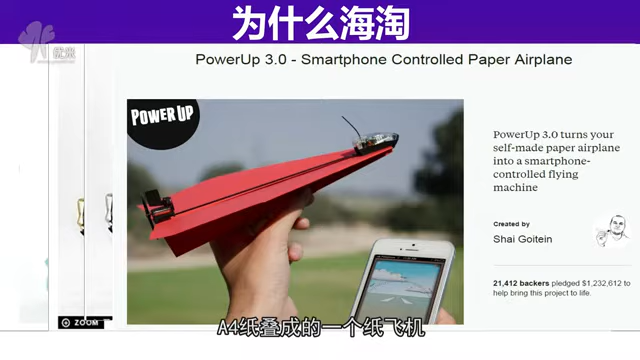 为什么海淘
PowerUp 3.0 - Smartphone Controlled Paper Airplane
POWER UP
PowerUp 3.0 turns your
self-made paper airplane
into a smartphone-
controlled flying
machine
Created by
Shai Goitein
21,412 backers pledged $1,232,612 to
help bring this project to life.
ZOOM
A4纸叠成的一个纸飞机